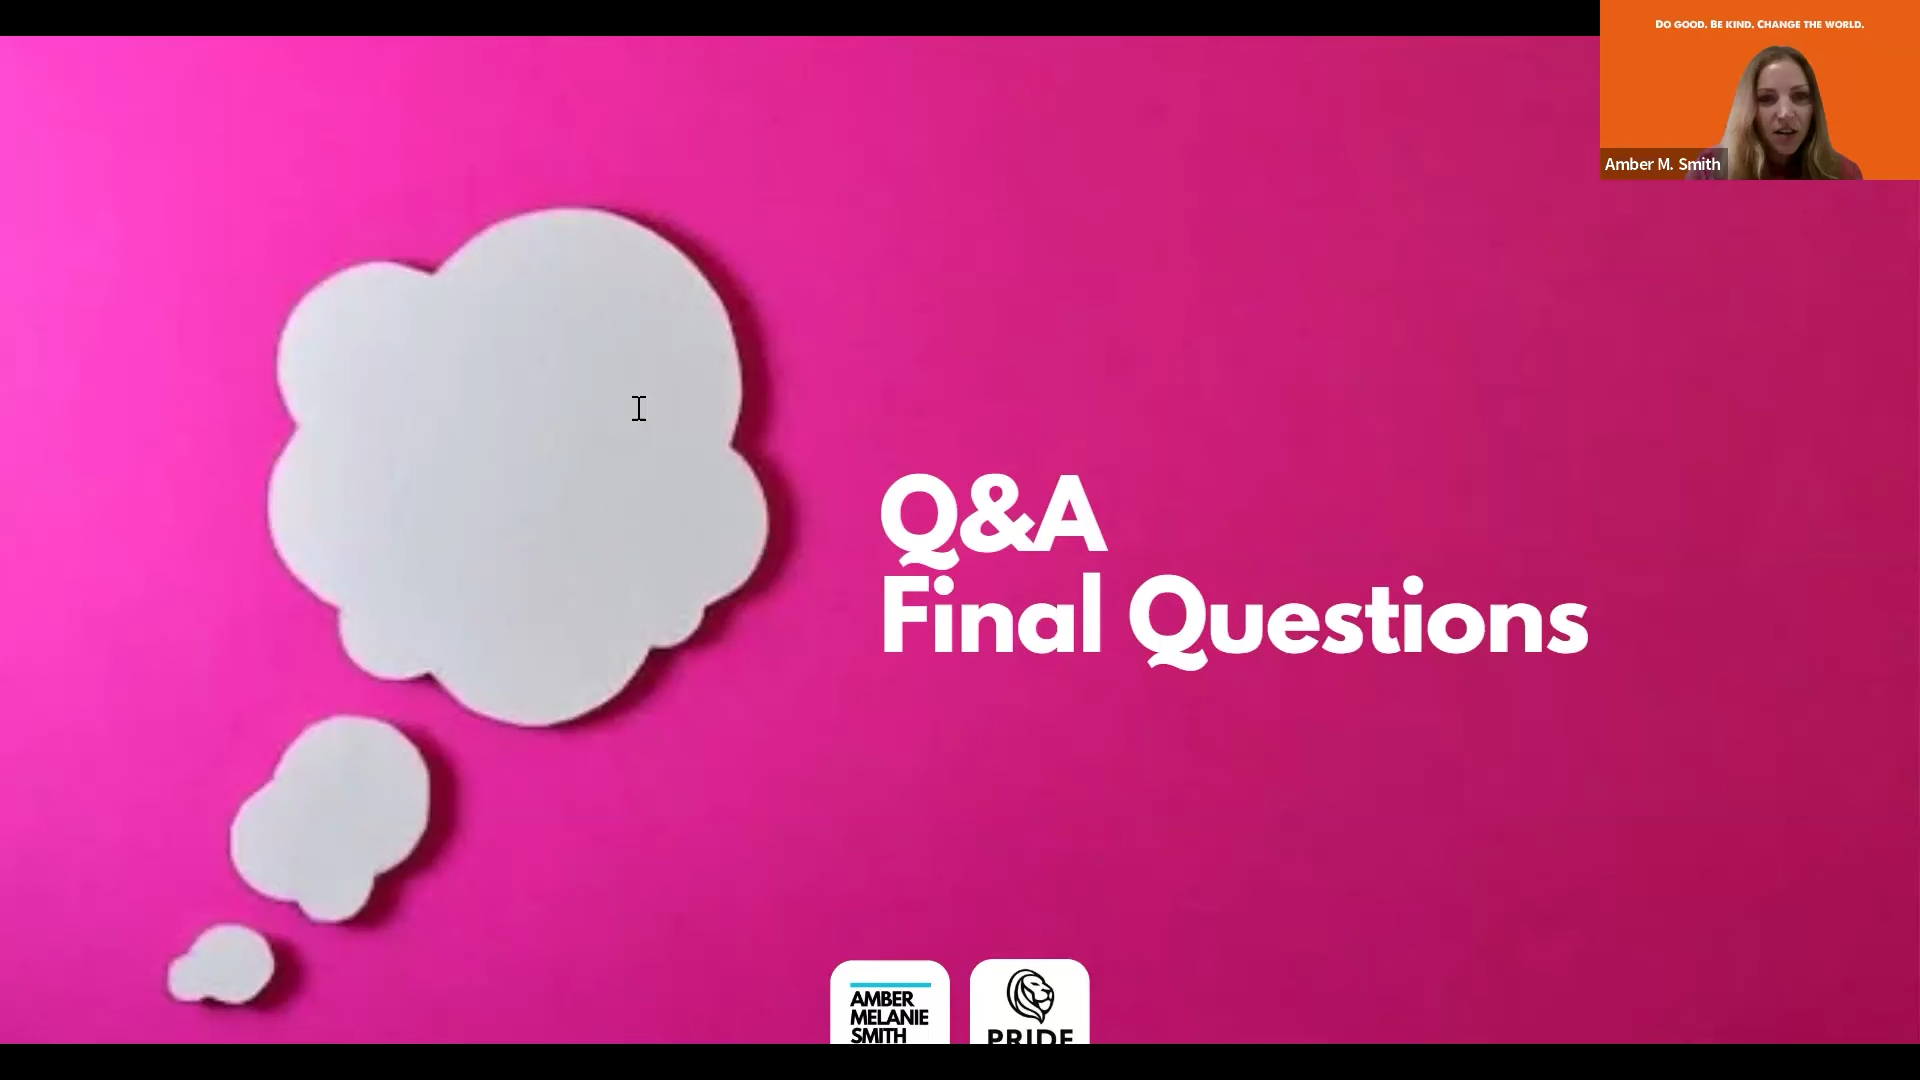 DO GOOD. BE KIND. CHANGE THE WORLD.
Amber M. Smith
Q&A
Final Questions
AMBER
MELANIE
SMITH
PRIDE